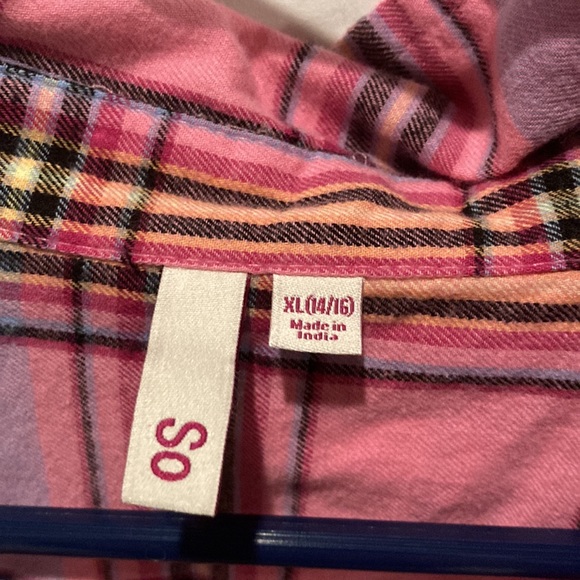 XL(14/16)
Made in
India
So